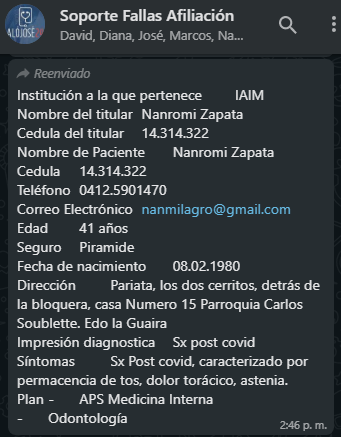 Soporte Fallas Afiliación
David, Diana, José, Marcos, Na...
ALÓJOSÉ
Reenviado
Institución a la que pertenece IAIM
Nombre del titular Nanromi Zapata
Cedula del titular 14.314.322
Nombre de Paciente Nanromi Zapata
Cedula 14.314.322
Teléfono 0412.5901470
Correo Electrónico nanmilagro@gmail.com
Edad 41 años
Seguro Piramide
Fecha de nacimiento 08.02.1980
Dirección Pariata, los dos cerritos, detrás de
la bloquera, casa Numero 15 Parroquia Carlos
Soublette. Edo la Guaira
Impresión diagnostica Sx post covid
Síntomas Sx Post covid, caracterizado por
permacencia de tos, dolor torácico, astenia.
Plan - APS Medicina Interna
- Odontología
2:46 p. m.